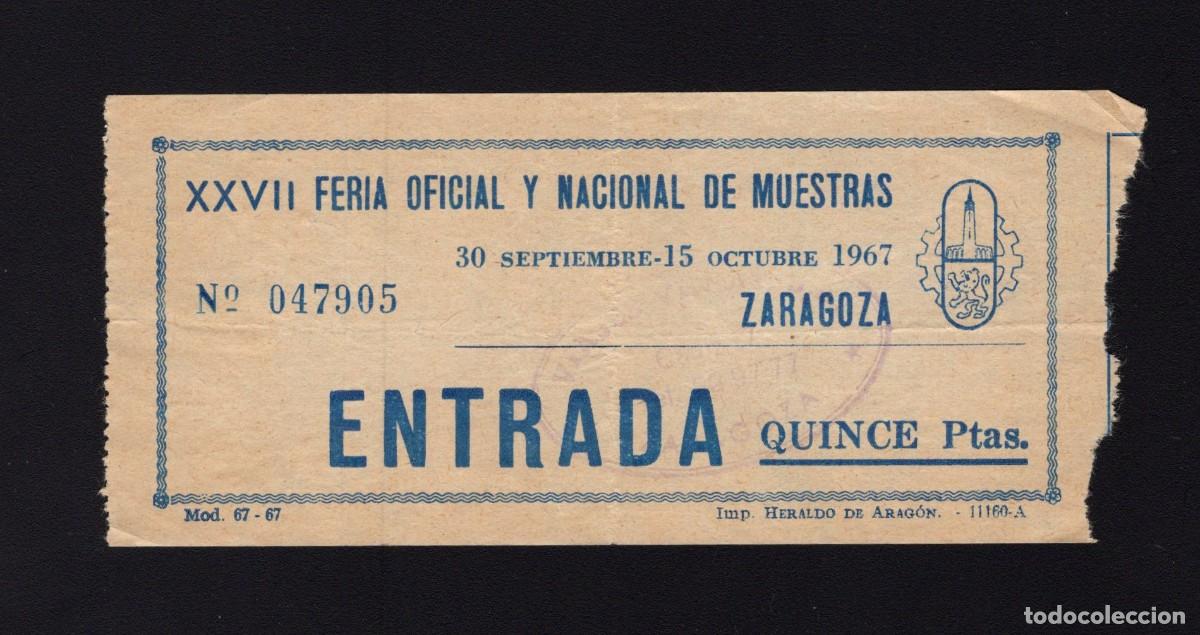 XXVII FERIA OFICIAL Y NACIONAL DE MUESTRAS
30 SEPTIEMBRE-15 OCTUBRE 1967
Nº 047905
ZARAGOZA
ENTRADA QUINCE Ptas.
Mod. 67 - 67
Imp. HERALDO DE ARAGÓN. - 11160-A
todocoleccion